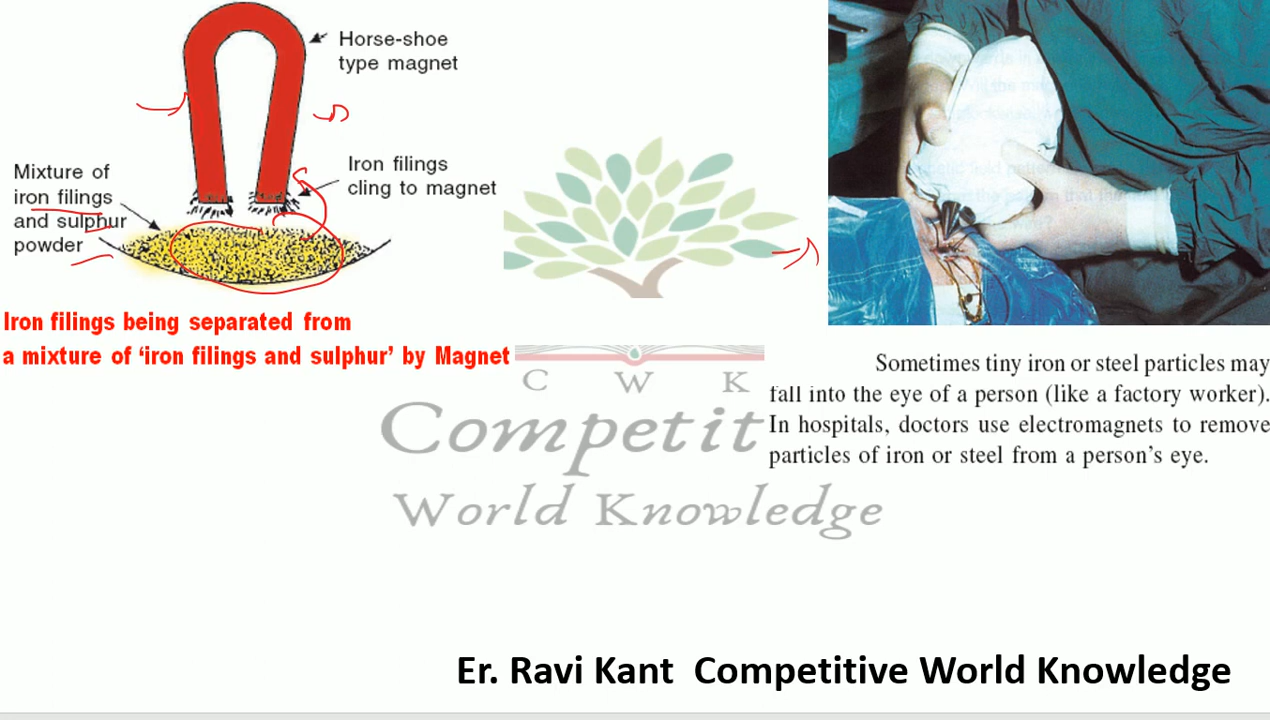 Horse-shoe
type magnet
Mixture of
iron filings
and sulphur
powder
Iron filings
cling to magnet
Iron filings being separated from
a mixture of ‘iron filings and sulphur’ by Magnet
C W K
Competit
World Knowledge
Sometimes tiny iron or steel particles may
fall into the eye of a person (like a factory worker).
In hospitals, doctors use electromagnets to remove
particles of iron or steel from a person’s eye.
Er. Ravi Kant Competitive World Knowledge